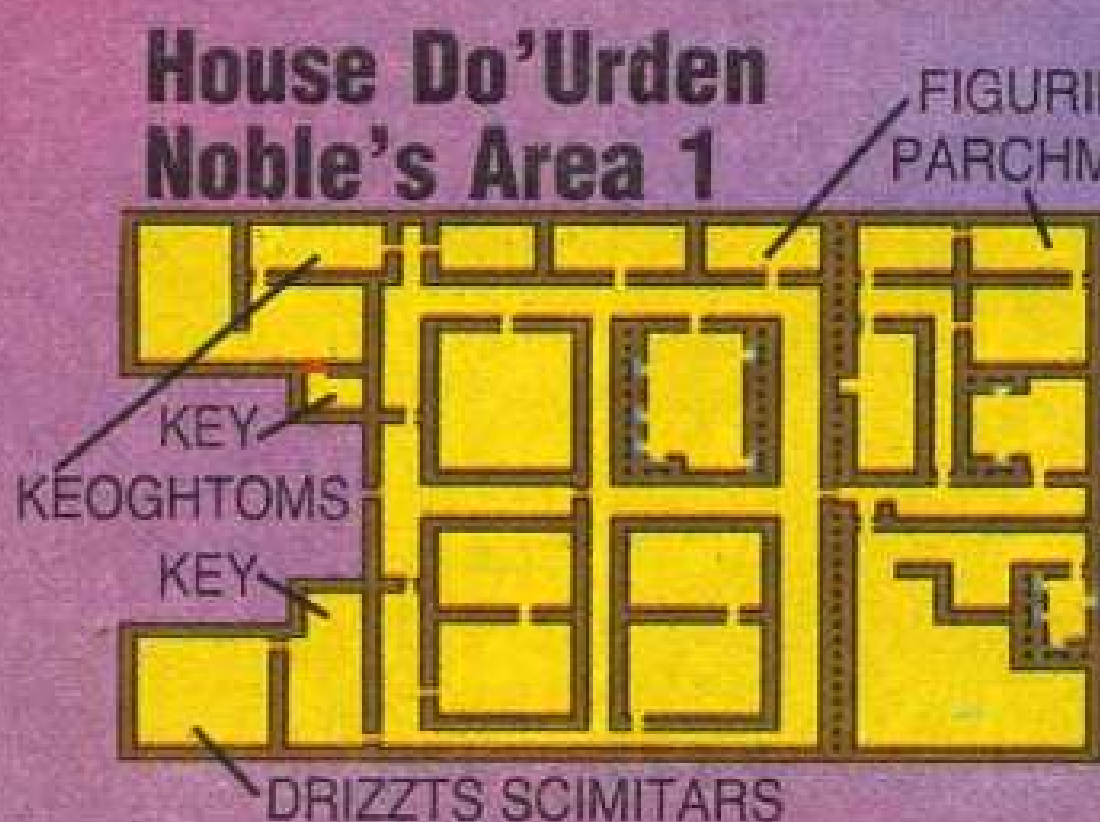 House Do'Urden
Noble's Area 1
KEY
KEOGHTOMS
KEY
DRIZZTS SCIMITARS